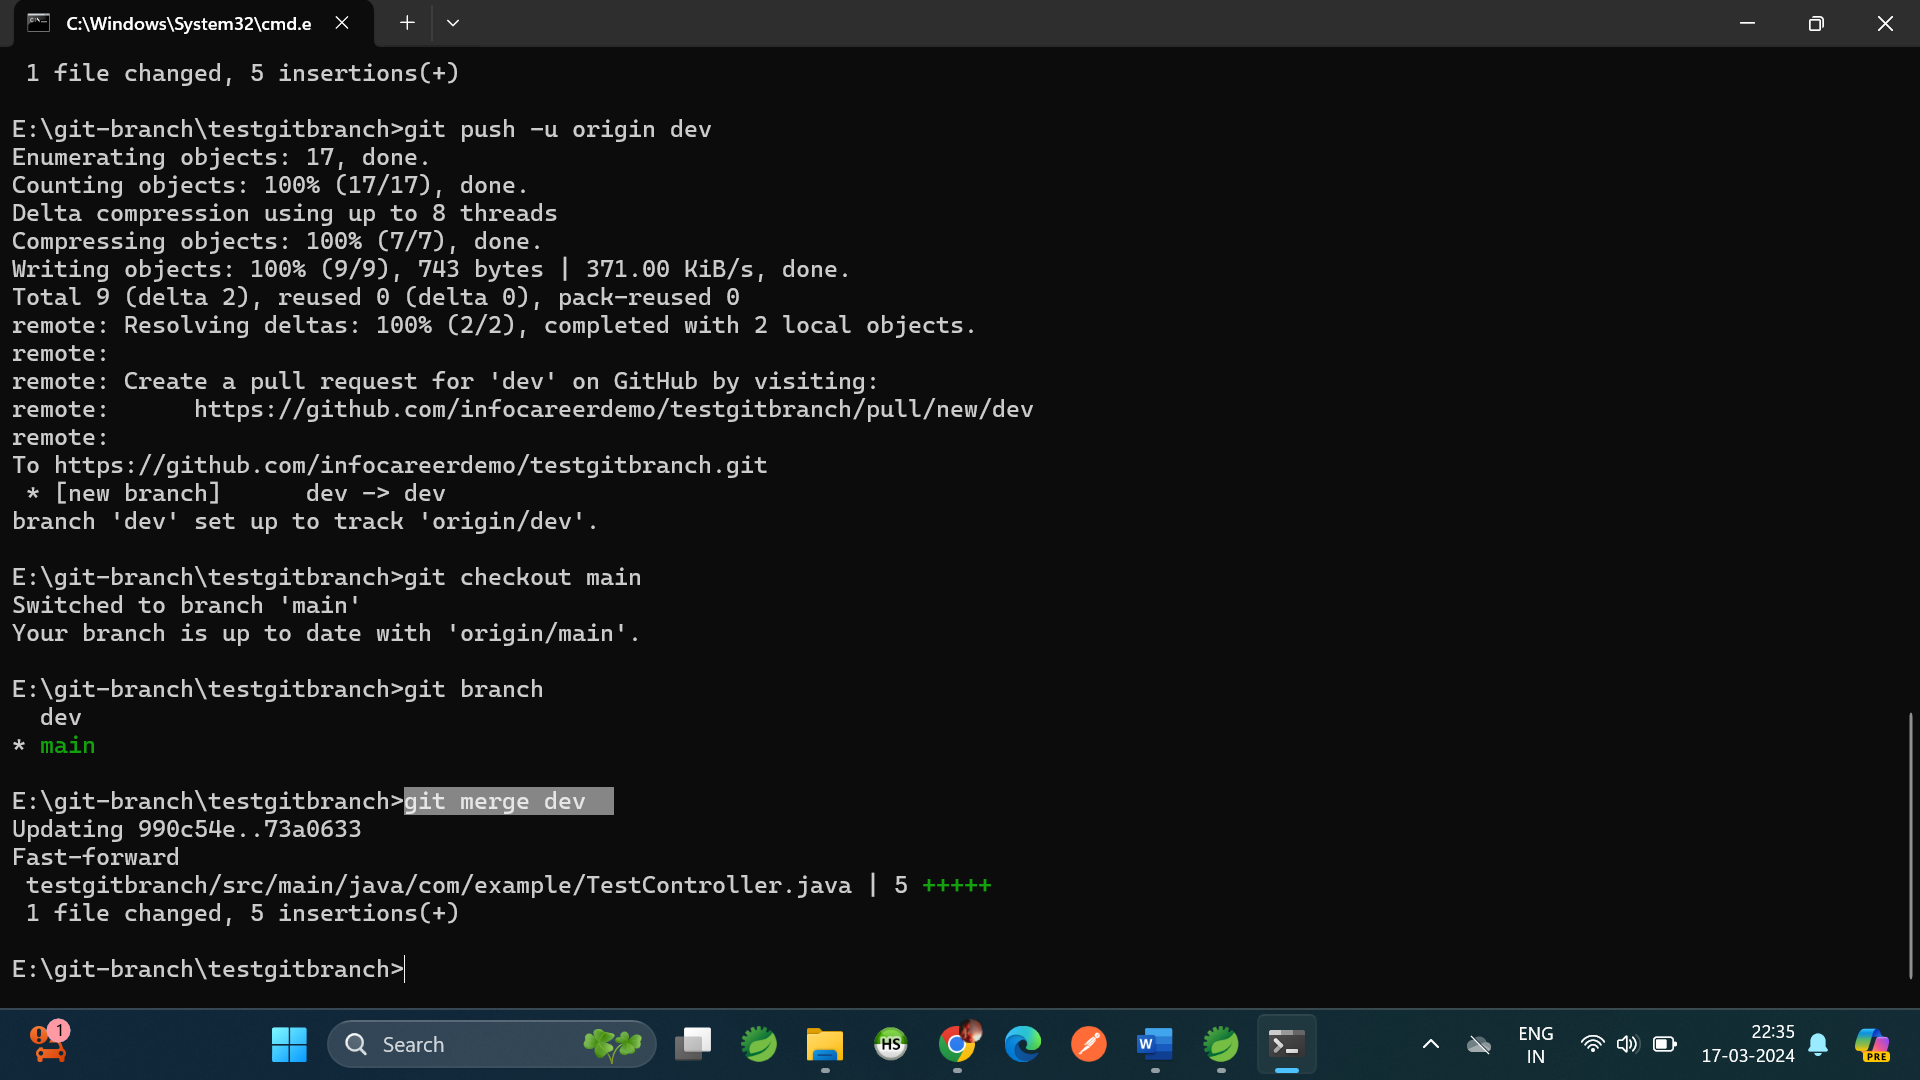 C:\Windows\System32\cmd.e
1 file changed, 5 insertions(+)
E:\git-branch\testgitbranch>git push -u origin dev
Enumerating objects: 17, done.
Counting objects: 100% (17/17), done.
Delta compression using up to 8 threads
Compressing objects: 100% (7/7), done.
Writing objects: 100% (9/9), 743 bytes | 371.00 KiB/s, done.
Total 9 (delta 2), reused 0 (delta 0), pack-reused 0
remote: Resolving deltas: 100% (2/2), completed with 2 local objects.
remote:
remote: Create a pull request for 'dev' on GitHub by visiting:
remote:      https://github.com/infocareerdemo/testgitbranch/pull/new/dev
remote:
To https://github.com/infocareerdemo/testgitbranch.git
* [new branch]      dev -> dev
branch 'dev' set up to track 'origin/dev'.
E:\git-branch\testgitbranch>git checkout main
Switched to branch 'main'
Your branch is up to date with 'origin/main'.
E:\git-branch\testgitbranch>git branch
dev
* main
E:\git-branch\testgitbranch>git merge dev
Updating 990c54e..73a0633
Fast-forward
testgitbranch/src/main/java/com/example/TestController.java | 5 +++++
1 file changed, 5 insertions(+)
E:\git-branch\testgitbranch>
1
Search
HS
W
ENG
IN
22:35
17-03-2024
PRE